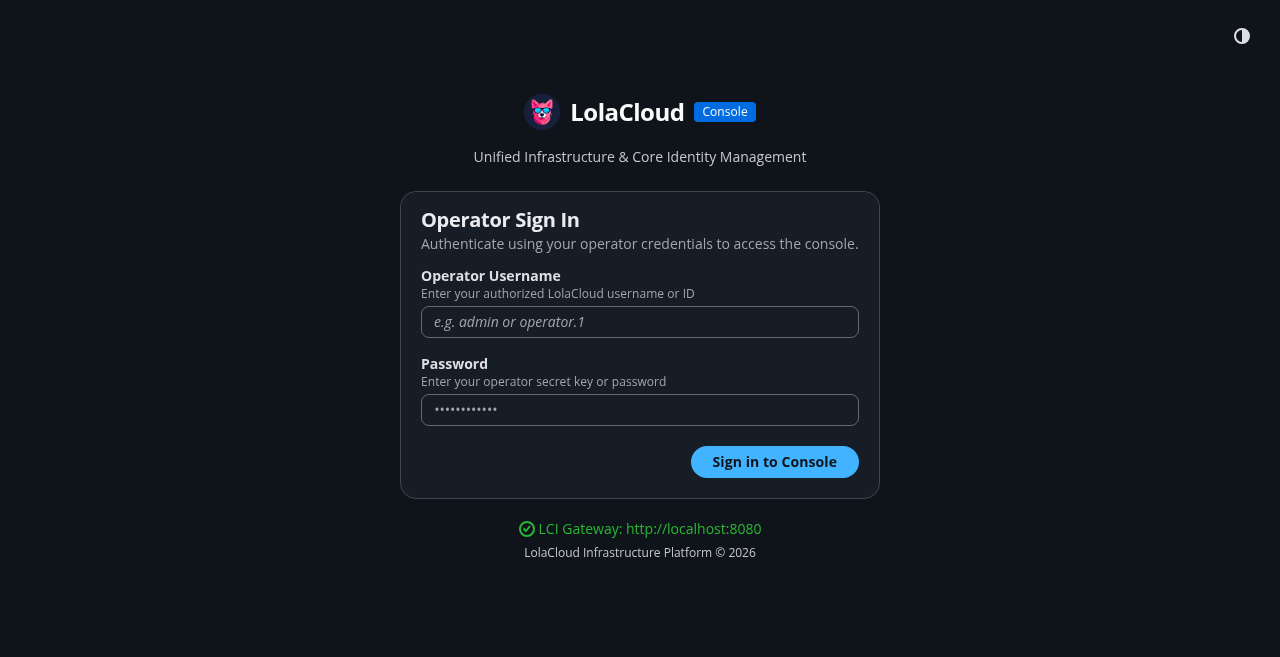 LolaCloud Console
Unified Infrastructure & Core Identity Management
Operator Sign In
Authenticate using your operator credentials to access the console.
Operator Username
Enter your authorized LolaCloud username or ID
e.g. admin or operator.1
Password
Enter your operator secret key or password
••••••••••••
Sign in to Console
LCI Gateway: http://localhost:8080
LolaCloud Infrastructure Platform © 2026